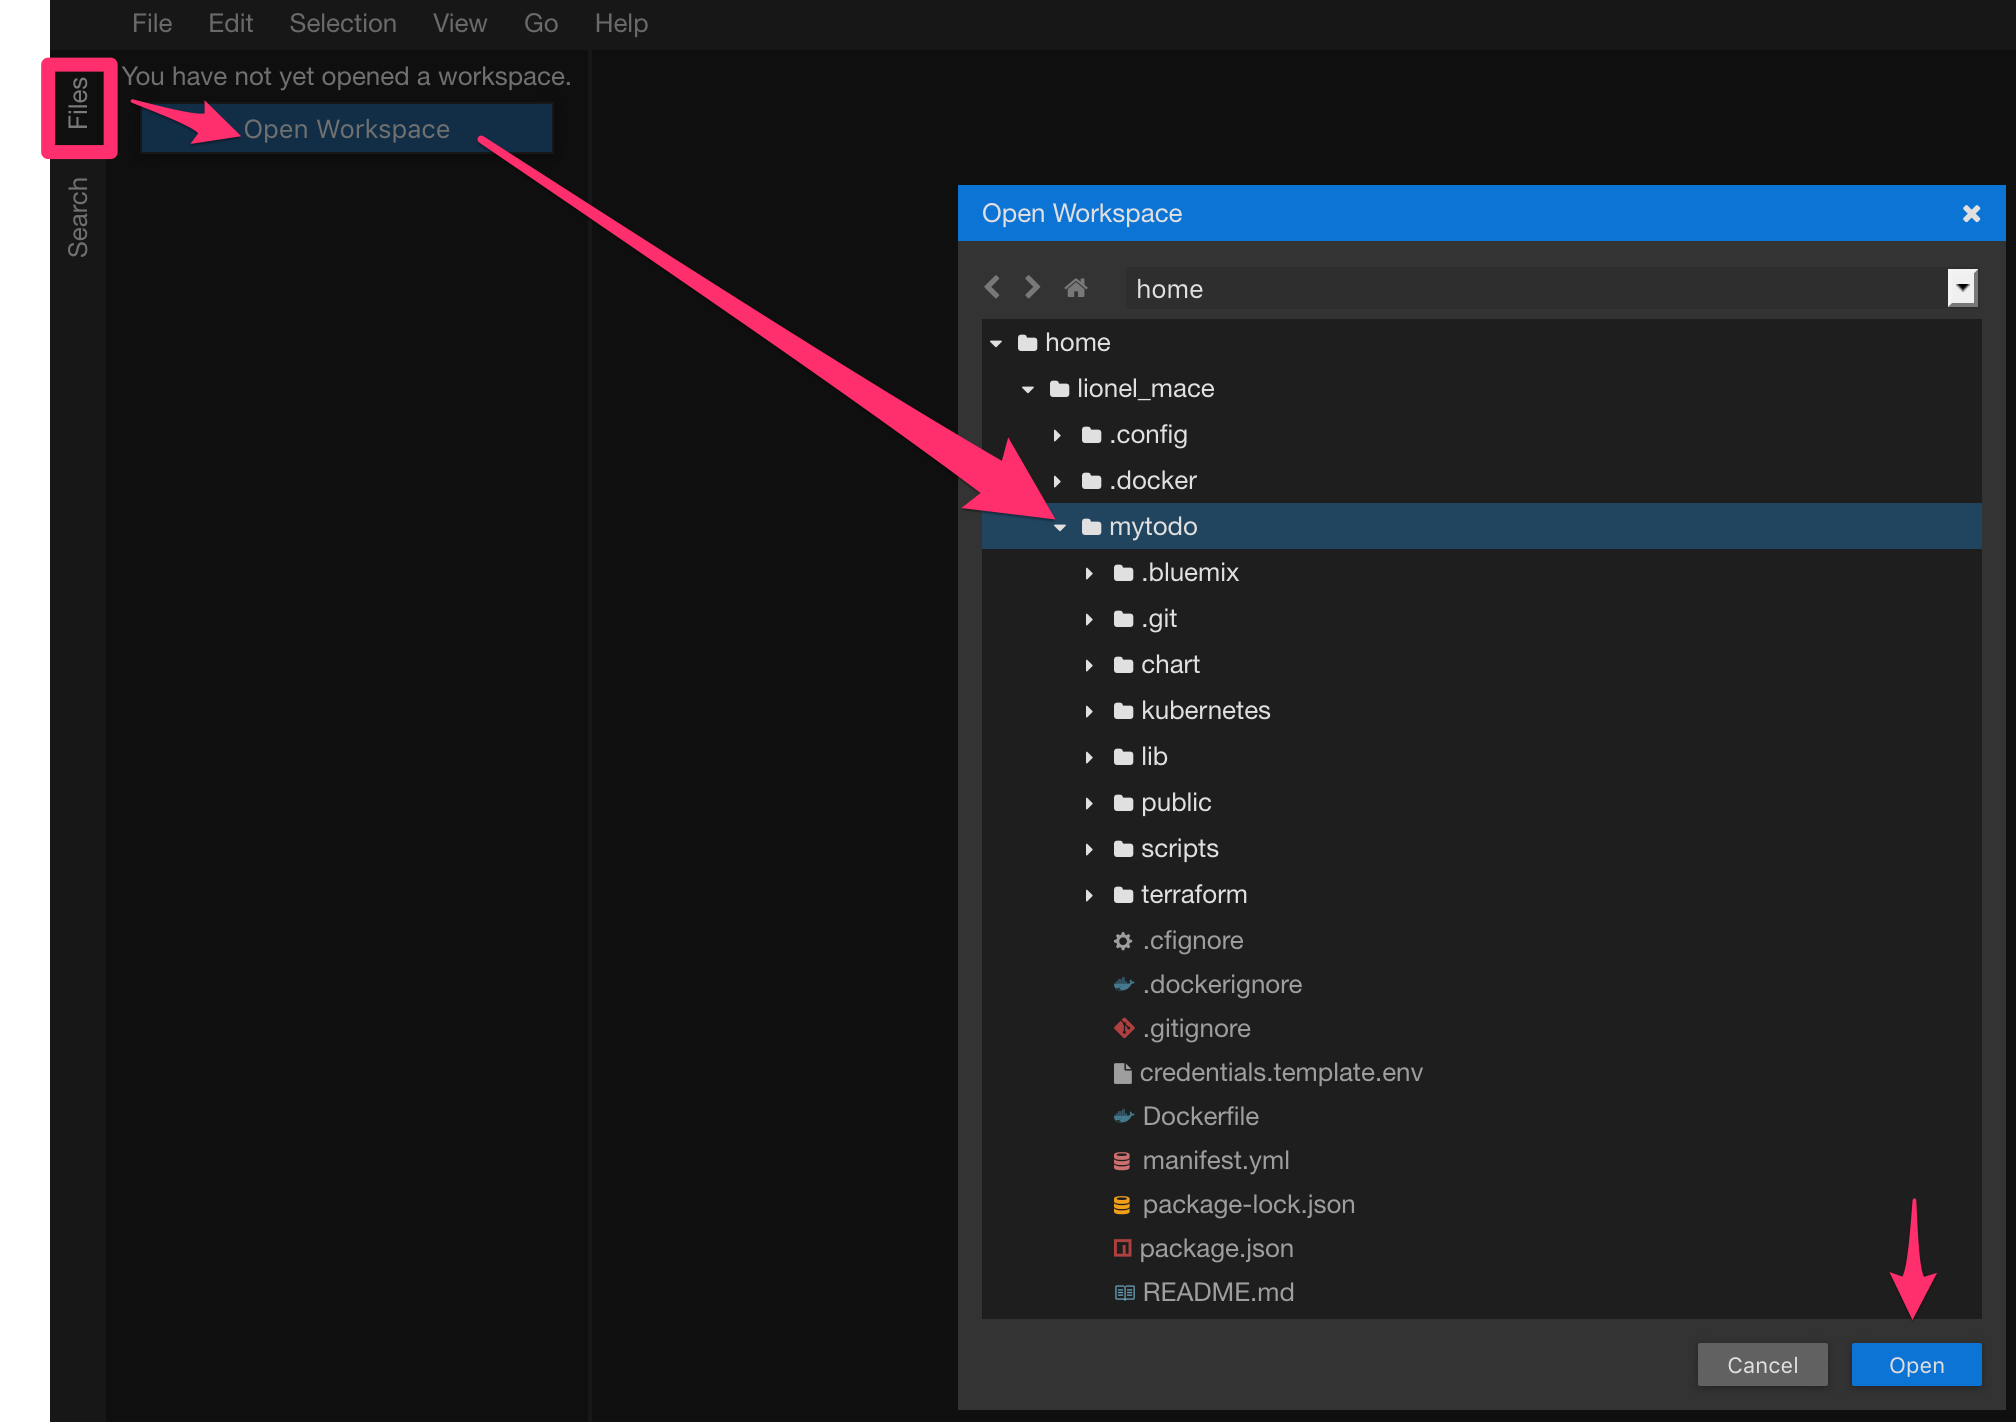 File Edit Selection View Go Help
Files
Search
You have not yet opened a workspace.
Open Workspace
Open Workspace
home
home
lionel_mace
.config
.docker
mytodo
.bluemix
.git
chart
kubernetes
lib
public
scripts
terraform
.cfignore
.dockerignore
.gitignore
credentials.template.env
Dockerfile
manifest.yml
package-lock.json
package.json
README.md
Cancel Open